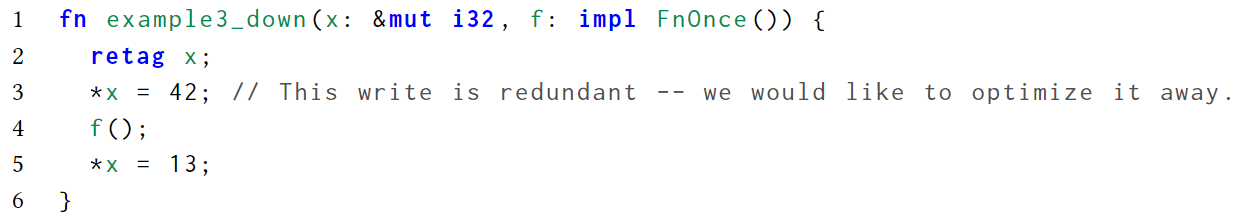 1 fn example3_down(x: &mut i32, f: impl FnOnce()) {
2 retag x;
3 *x = 42; // This write is redundant -- we would like to optimize it away.
4 f();
5 *x = 13;
6 }